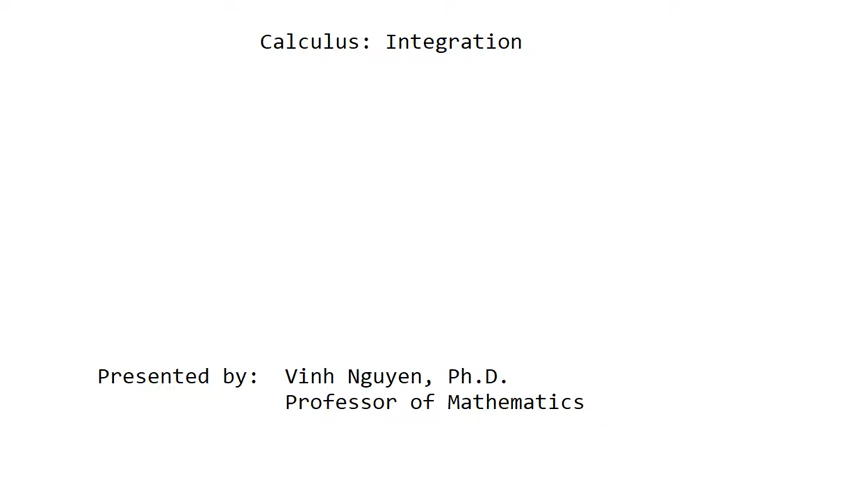 Calculus: Integration
Presented by: Vinh Nguyen, Ph.D.
Professor of Mathematics